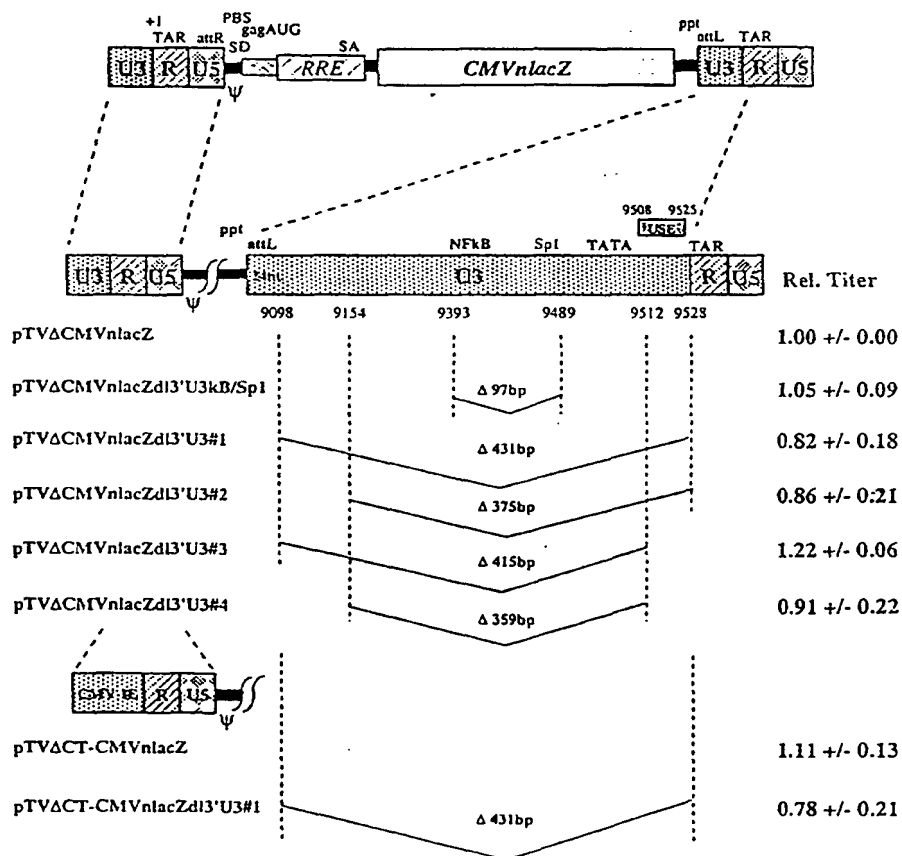 PBS
+1 gagAUG ppt
TAR attR SD SA attL TAR
U3 R U5 RRE CMVnlacZ U3 R U5
Ψ
9508 9525
USE
ppt
attL NFkB Sp1 TATA TAR
U3 R U5 U3 R U5 Rel. Titer
Ψ
9098 9154 9393 9489 9512 9528
pTVΔCMVnlacZ 1.00 +/- 0.00
pTVΔCMVnlacZdl3'U3kB/Sp1 Δ 97bp 1.05 +/- 0.09
pTVΔCMVnlacZdl3'U3#1 Δ 431bp 0.82 +/- 0.18
pTVΔCMVnlacZdl3'U3#2 Δ 375bp 0.86 +/- 0.21
pTVΔCMVnlacZdl3'U3#3 Δ 415bp 1.22 +/- 0.06
pTVΔCMVnlacZdl3'U3#4 Δ 359bp 0.91 +/- 0.22
CMV IE R U5
Ψ
pTVΔCT-CMVnlacZ 1.11 +/- 0.13
pTVΔCT-CMVnlacZdl3'U3#1 Δ 431bp 0.78 +/- 0.21